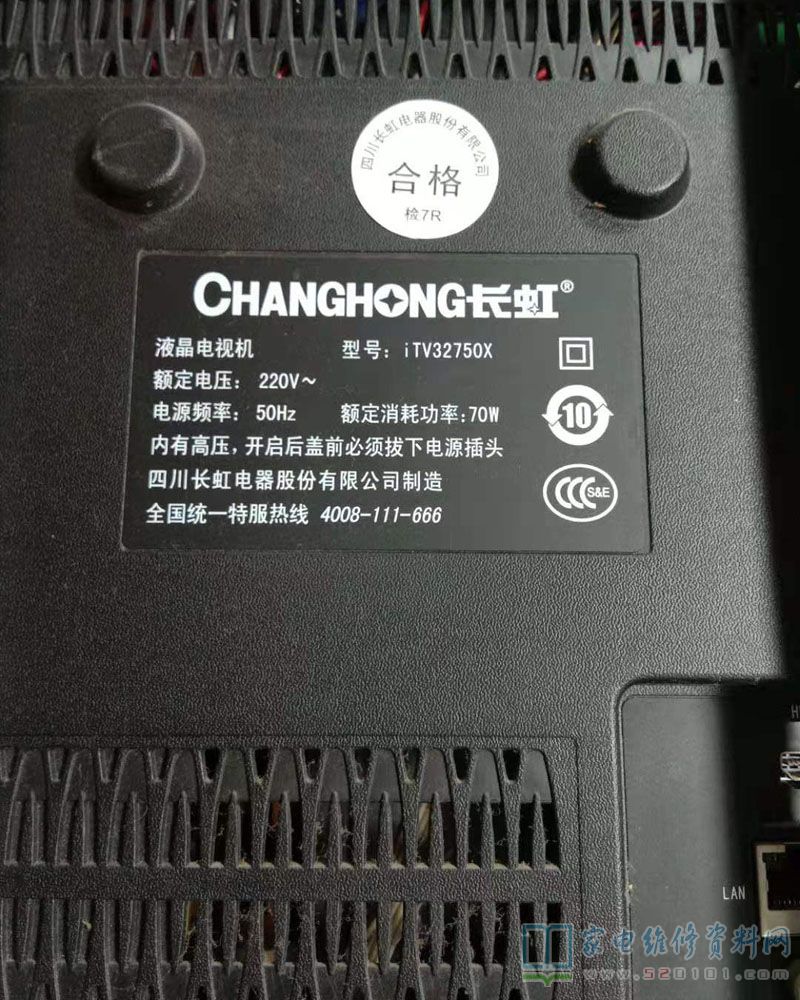 四川长虹电器股份有限公司
合格
检7R
CHANGHONG长虹®
液晶电视机 型号：iTV32750X
额定电压：220V～
电源频率：50Hz 额定消耗功率：70W
内有高压，开启后盖前必须拔下电源插头
四川长虹电器股份有限公司制造
全国统一特服热线 4008-111-666
10
CCC S&E
H
LAN
家电维修资料网
www.520101.com